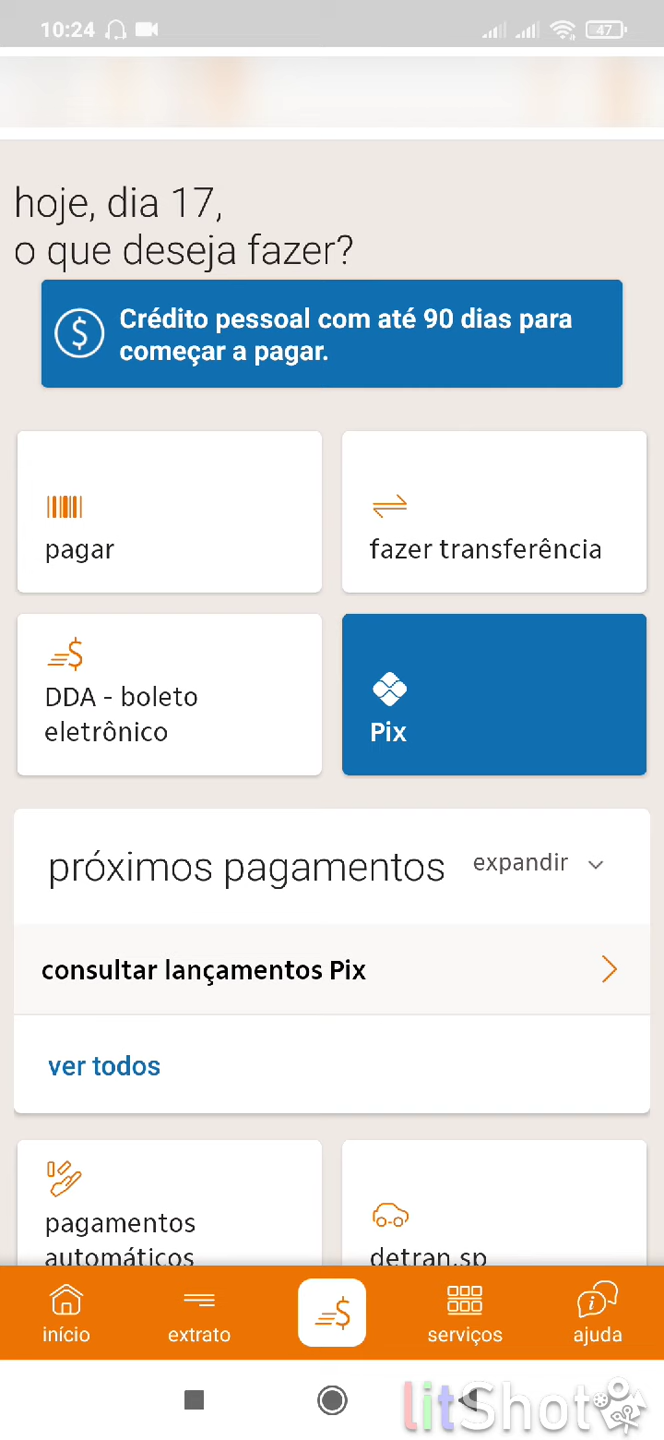 10:24
47
hoje, dia 17,
o que deseja fazer?
Crédito pessoal com até 90 dias para
começar a pagar.
pagar
fazer transferência
DDA - boleto
eletrônico
Pix
próximos pagamentos
expandir
consultar lançamentos Pix
ver todos
pagamentos
automáticos
detran.sp
início
extrato
serviços
ajuda
litShot